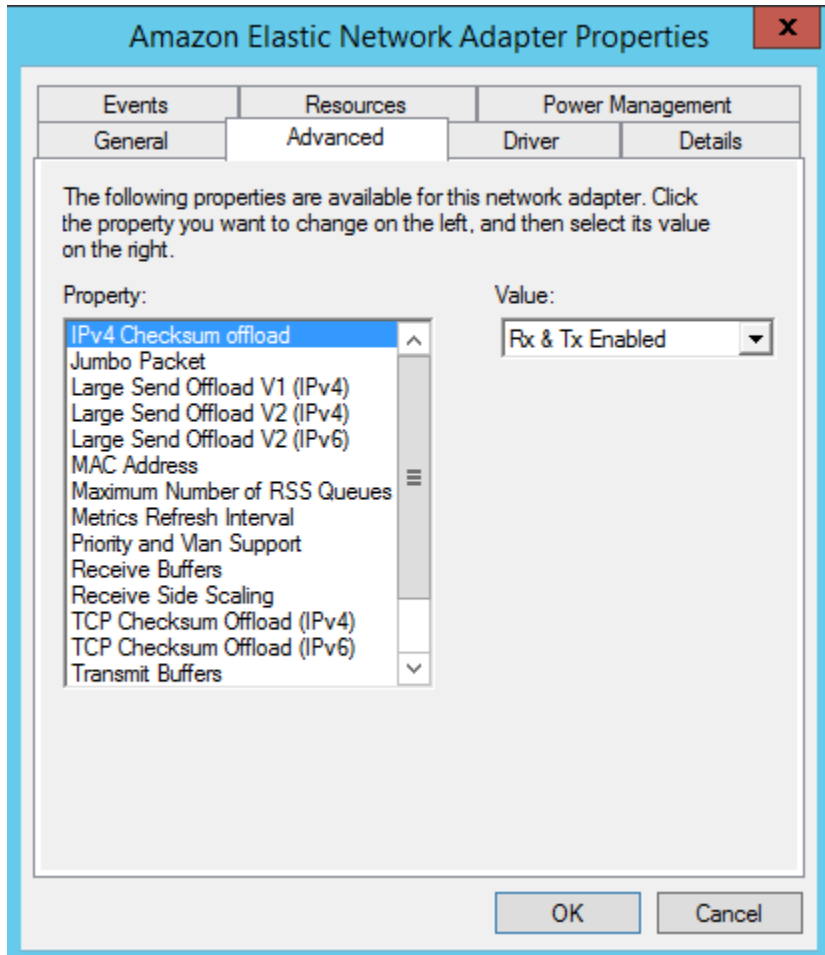 Amazon Elastic Network Adapter Properties
x
Events Resources Power Management
General Advanced Driver Details
The following properties are available for this network adapter. Click
the property you want to change on the left, and then select its value
on the right.
Property:
Value:
IPv4 Checksum offload
Rx & Tx Enabled
Jumbo Packet
Large Send Offload V1 (IPv4)
Large Send Offload V2 (IPv4)
Large Send Offload V2 (IPv6)
MAC Address
Maximum Number of RSS Queues
Metrics Refresh Interval
Priority and Vlan Support
Receive Buffers
Receive Side Scaling
TCP Checksum Offload (IPv4)
TCP Checksum Offload (IPv6)
Transmit Buffers
OK Cancel